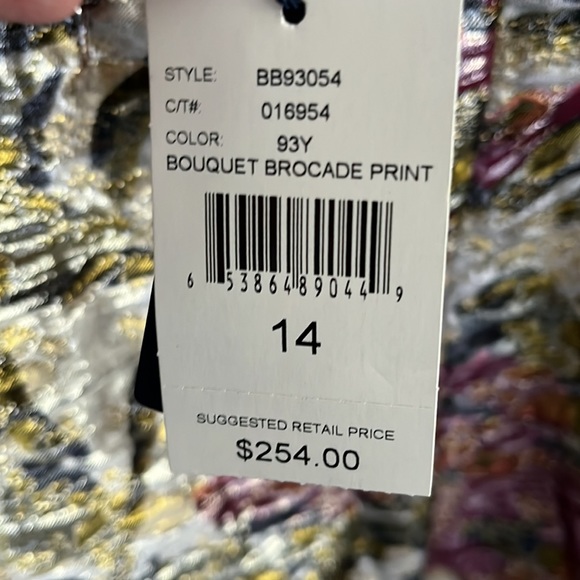 STYLE: BB93054
C/T#: 016954
COLOR: 93Y
BOUQUET BROCADE PRINT
6 53864 89044 9
14
SUGGESTED RETAIL PRICE
$254.00